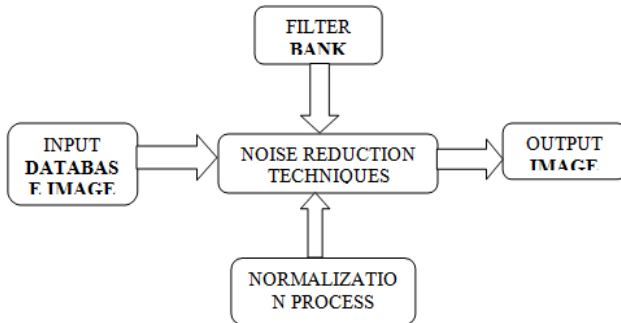 FILTER
BANK
INPUT
DATABAS
E IMAGE
NOISE REDUCTION
TECHNIQUES
OUTPUT
IMAGE
NORMALIZATIO
N PROCESS